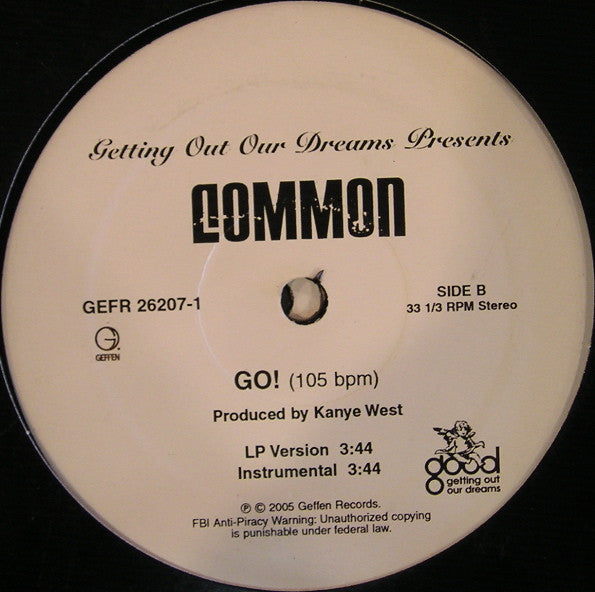 Getting Out Our Dreams Presents
COMMON
GEFR 26207-1
SIDE B
33 1/3 RPM Stereo
G.
GEFFEN
GO! (105 bpm)
Produced by Kanye West
LP Version 3:44
Instrumental 3:44
good
getting out
our dreams
℗ © 2005 Geffen Records.
FBI Anti-Piracy Warning: Unauthorized copying
is punishable under federal law.